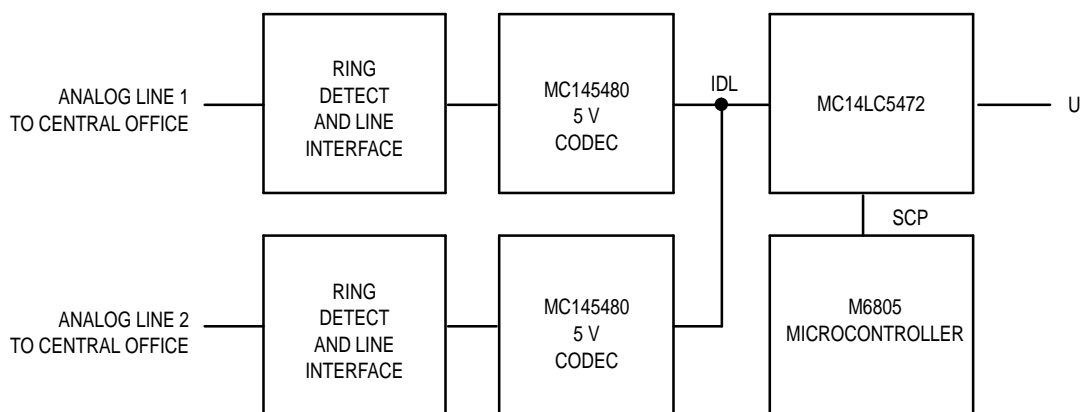 ANALOG LINE 1
TO CENTRAL OFFICE
RING
DETECT
AND LINE
INTERFACE
MC145480
5 V
CODEC
IDL
MC14LC5472
U
SCP
ANALOG LINE 2
TO CENTRAL OFFICE
RING
DETECT
AND LINE
INTERFACE
MC145480
5 V
CODEC
M6805
MICROCONTROLLER